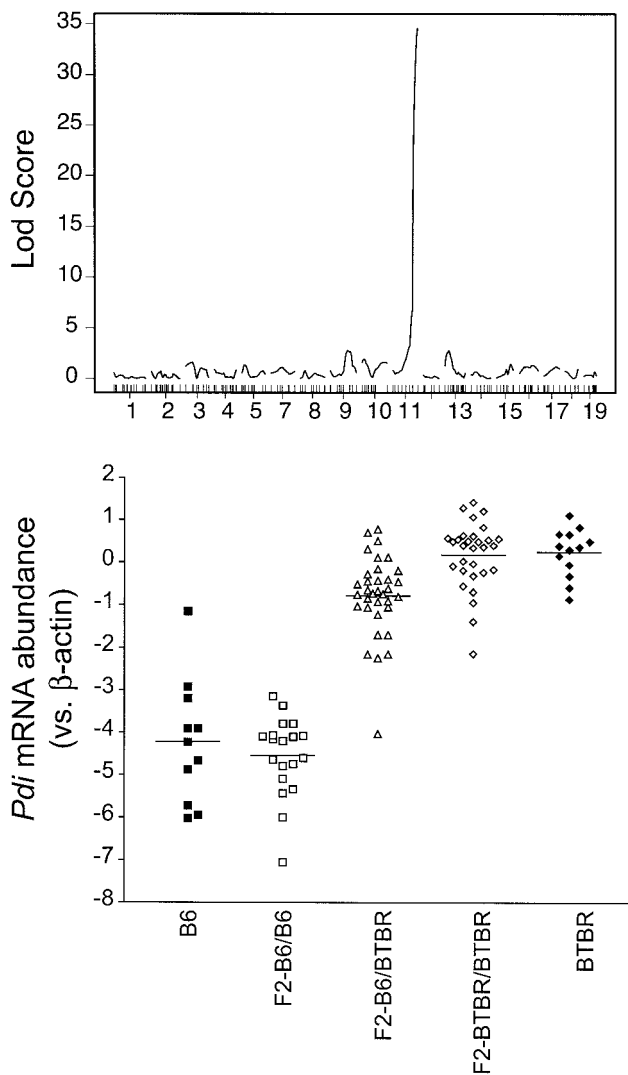 Lod Score
35
30
25
20
15
10
5
0
1 2 3 4 5 7 8 9 10 11 13 15 16 17 19
Pdi mRNA abundance
(vs. β-actin)
2
1
0
-1
-2
-3
-4
-5
-6
-7
-8
B6
F2-B6/B6
F2-B6/BTBR
F2-BTBR/BTBR
BTBR